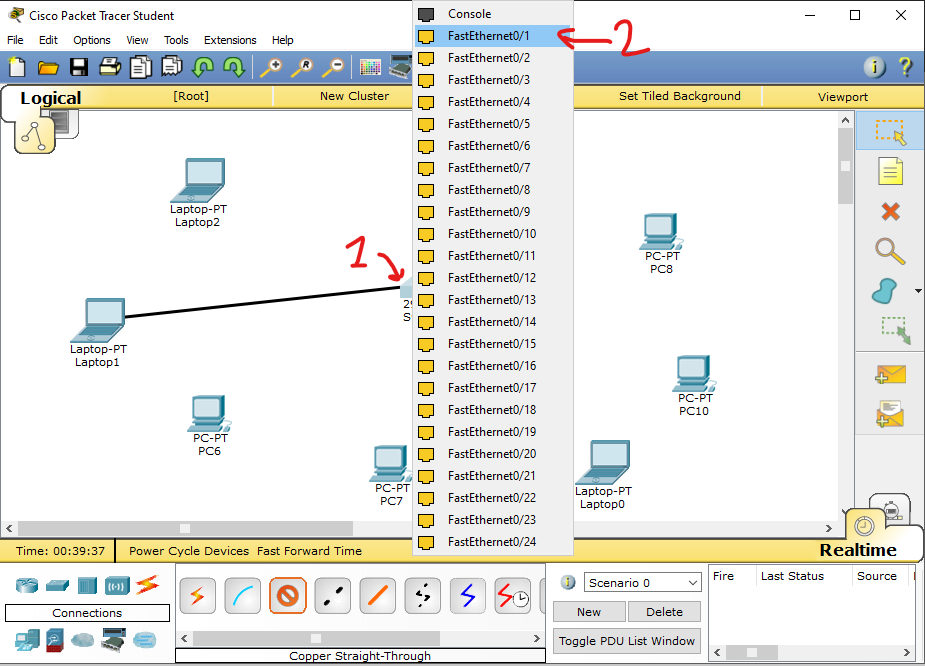 Cisco Packet Tracer Student
File Edit Options View Tools Extensions Help
Logical
[Root]
New Cluster
Set Tiled Background
Viewport
Console
FastEthernet0/1
FastEthernet0/2
FastEthernet0/3
FastEthernet0/4
FastEthernet0/5
FastEthernet0/6
FastEthernet0/7
FastEthernet0/8
FastEthernet0/9
FastEthernet0/10
FastEthernet0/11
FastEthernet0/12
FastEthernet0/13
FastEthernet0/14
FastEthernet0/15
FastEthernet0/16
FastEthernet0/17
FastEthernet0/18
FastEthernet0/19
FastEthernet0/20
FastEthernet0/21
FastEthernet0/22
FastEthernet0/23
FastEthernet0/24
2
1
Laptop-PT
Laptop2
PC-PT
PC8
29
S
Laptop-PT
Laptop1
PC-PT
PC10
PC-PT
PC6
PC-PT
PC7
Laptop-PT
Laptop0
Time: 00:39:37
Power Cycle Devices Fast Forward Time
Realtime
Connections
Copper Straight-Through
Scenario 0
New
Delete
Toggle PDU List Window
Fire
Last Status
Source